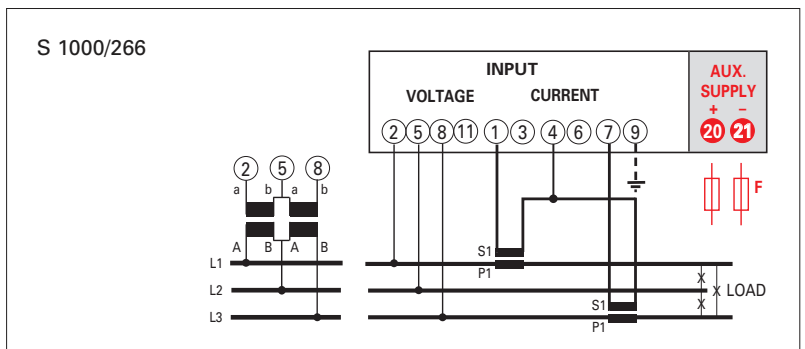 S 1000/266
INPUT
AUX.
SUPPLY
VOLTAGE CURRENT
+ –
2 5 8 11 1 3 4 6 7 9 20 21
2 5 8
a b a b
F
A B A B
S1
L1
P1
X
L2
X LOAD
S1
X
L3
P1